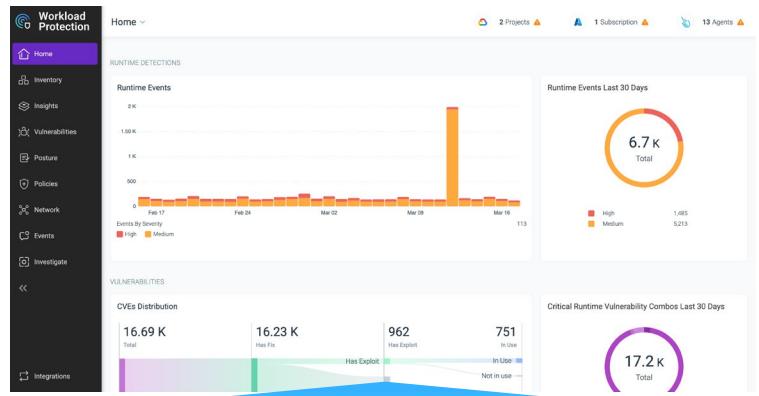 Workload
Protection
Home
Inventory
Insights
Vulnerabilities
Posture
Policies
Network
Events
Investigate
Integrations
Home
2 Projects
1 Subscription
13 Agents
RUNTIME DETECTIONS
Runtime Events
2 K
1.50 K
1 K
500
0
Feb 17
Feb 24
Mar 02
Mar 09
Mar 16
Events By Severity
113
High
Medium
Runtime Events Last 30 Days
6.7 K
Total
High 1,485
Medium 5,213
VULNERABILITIES
CVEs Distribution
16.69 K
Total
16.23 K
Has Fix
962
Has Exploit
751
In Use
Has Exploit
In Use
Not in use
Critical Runtime Vulnerability Combos Last 30 Days
17.2 K
Total